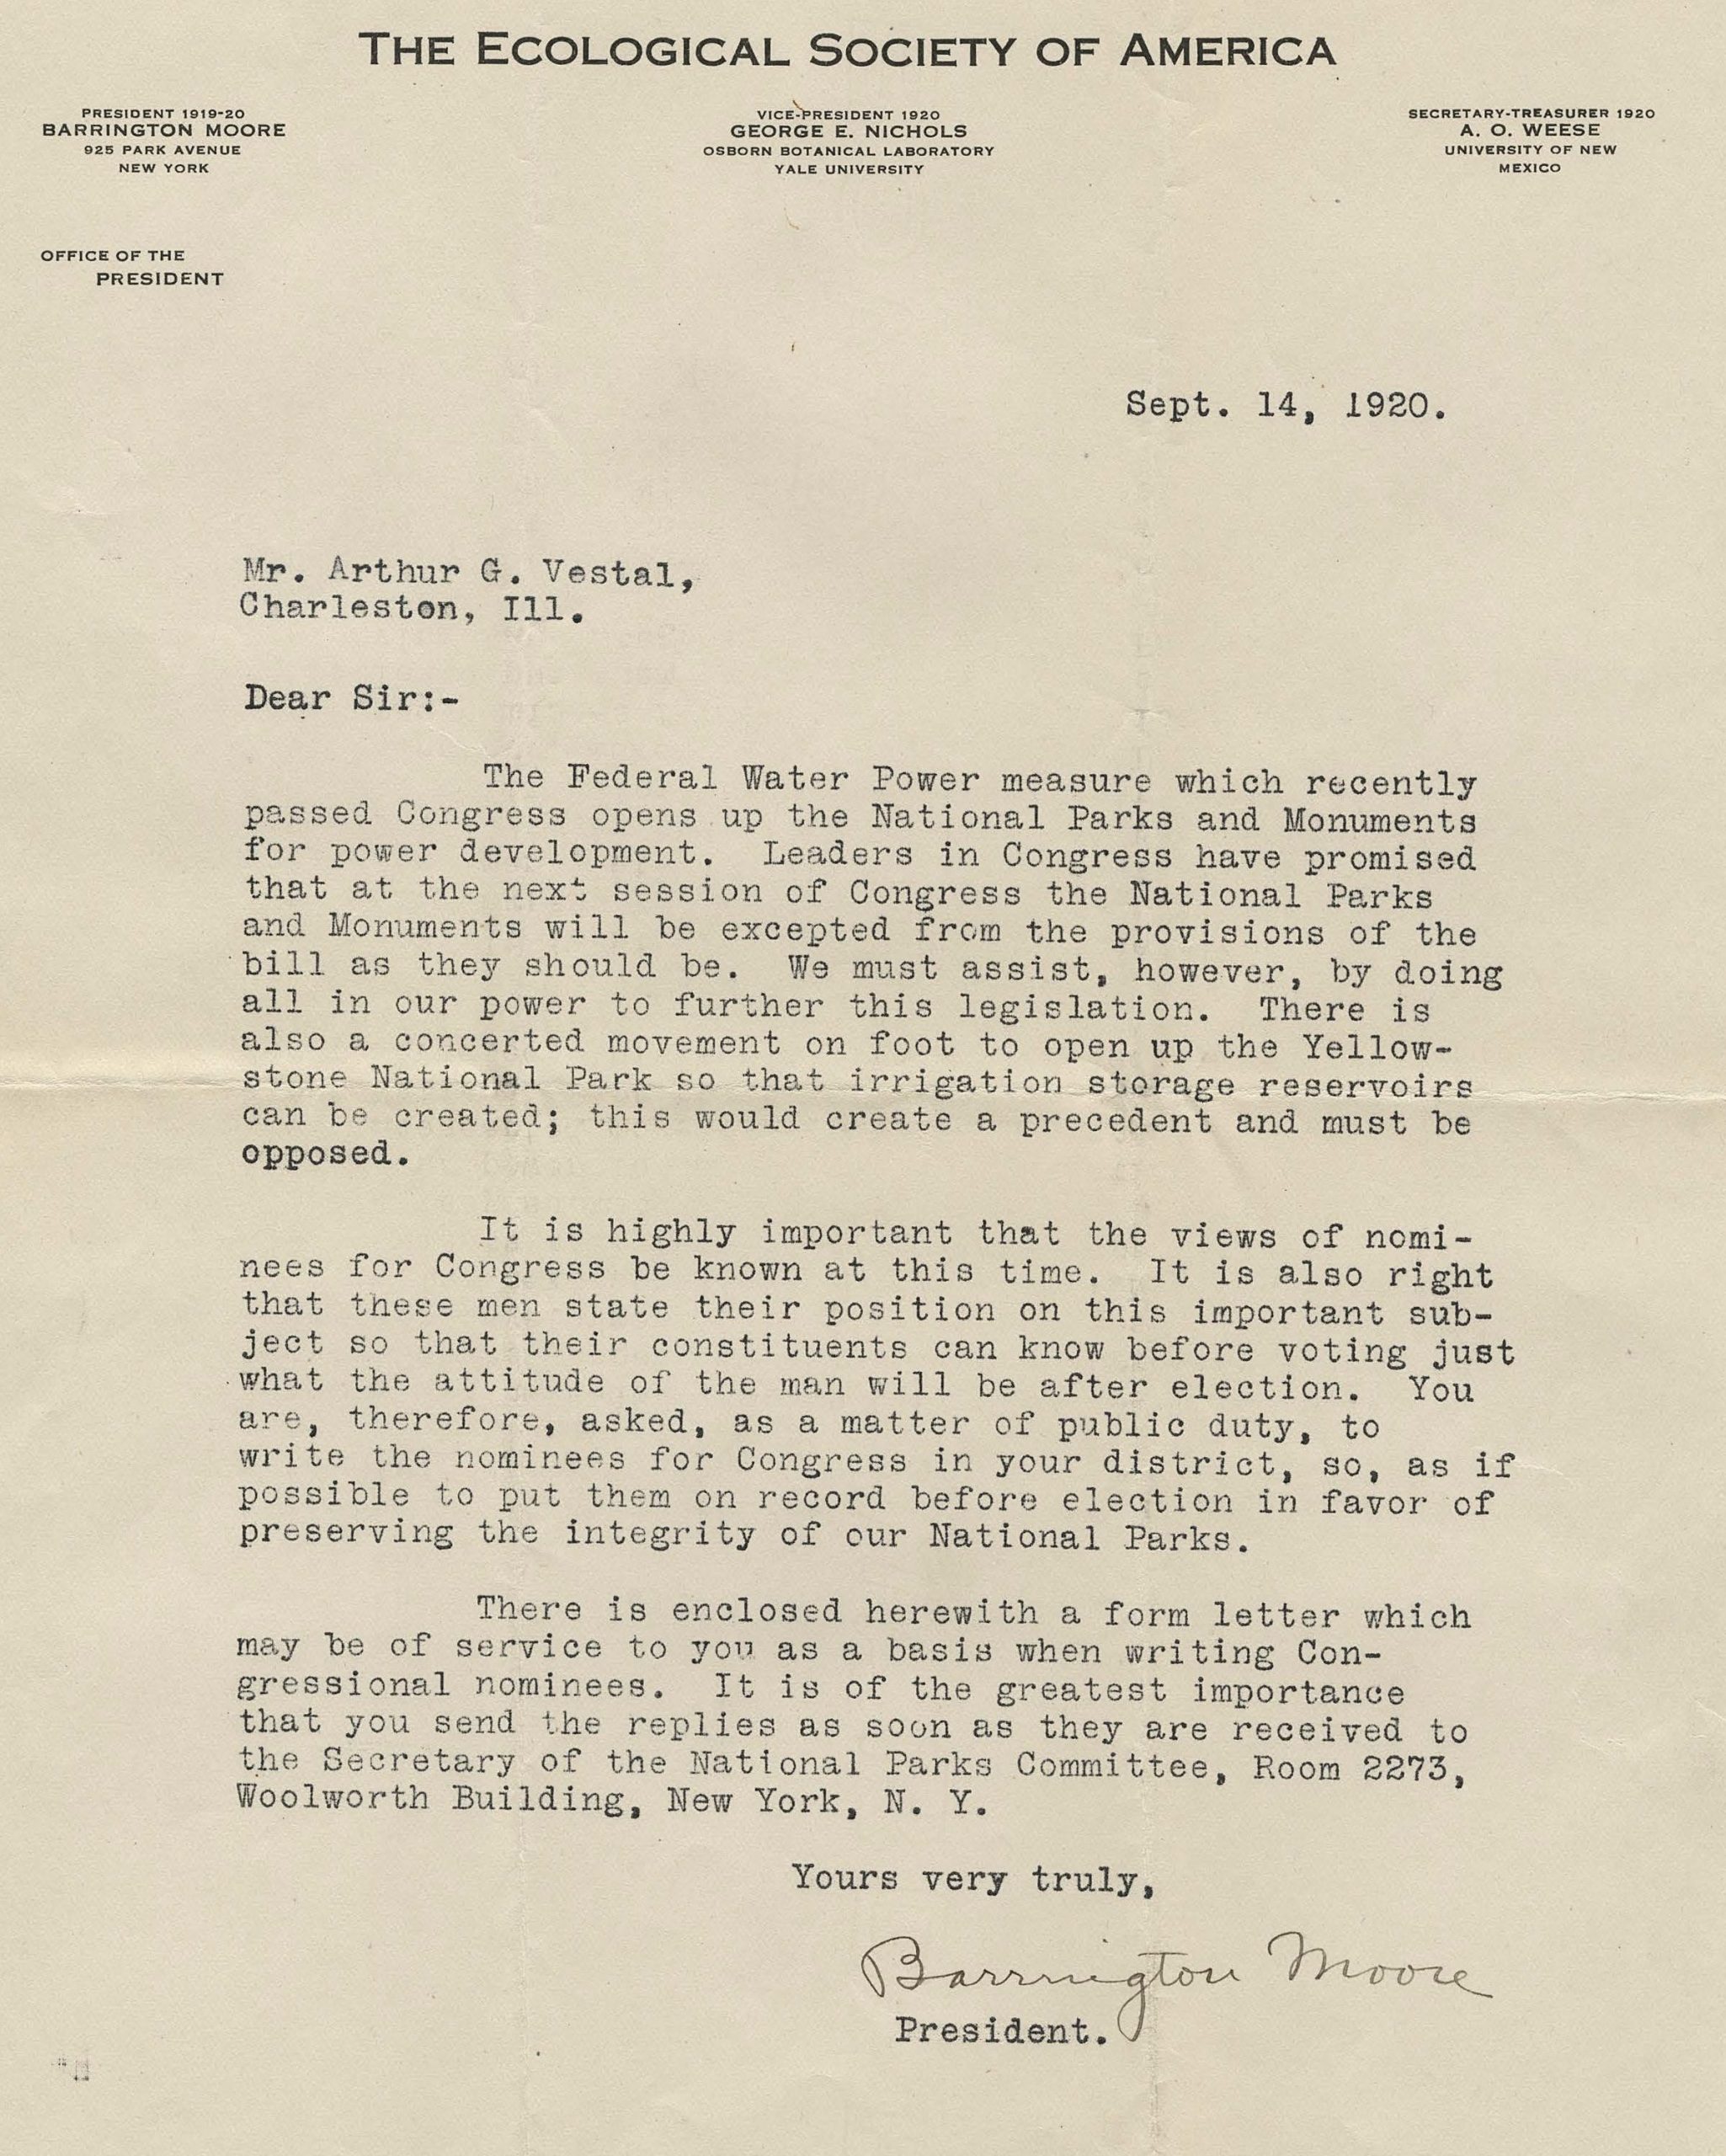 THE ECOLOGICAL SOCIETY OF AMERICA
PRESIDENT 1919-20
BARRINGTON MOORE
925 PARK AVENUE
NEW YORK
VICE-PRESIDENT 1920
GEORGE E. NICHOLS
OSBORN BOTANICAL LABORATORY
YALE UNIVERSITY
SECRETARY-TREASURER 1920
A. O. WEESE
UNIVERSITY OF NEW
MEXICO
OFFICE OF THE
PRESIDENT
Sept. 14, 1920.
Mr. Arthur G. Vestal,
Charleston, Ill.
Dear Sir:-
The Federal Water Power measure which recently
passed Congress opens up the National Parks and Monuments
for power development. Leaders in Congress have promised
that at the next session of Congress the National Parks
and Monuments will be excepted from the provisions of the
bill as they should be. We must assist, however, by doing
all in our power to further this legislation. There is
also a concerted movement on foot to open up the Yellow-
stone National Park so that irrigation storage reservoirs
can be created; this would create a precedent and must be
opposed.
It is highly important that the views of nomi-
nees for Congress be known at this time. It is also right
that these men state their position on this important sub-
ject so that their constituents can know before voting just
what the attitude of the man will be after election. You
are, therefore, asked, as a matter of public duty, to
write the nominees for Congress in your district, so, as if
possible to put them on record before election in favor of
preserving the integrity of our National Parks.
There is enclosed herewith a form letter which
may be of service to you as a basis when writing Con-
gressional nominees. It is of the greatest importance
that you send the replies as soon as they are received to
the Secretary of the National Parks Committee, Room 2273,
Woolworth Building, New York, N. Y.
Yours very truly,
Barrington Moore
President.